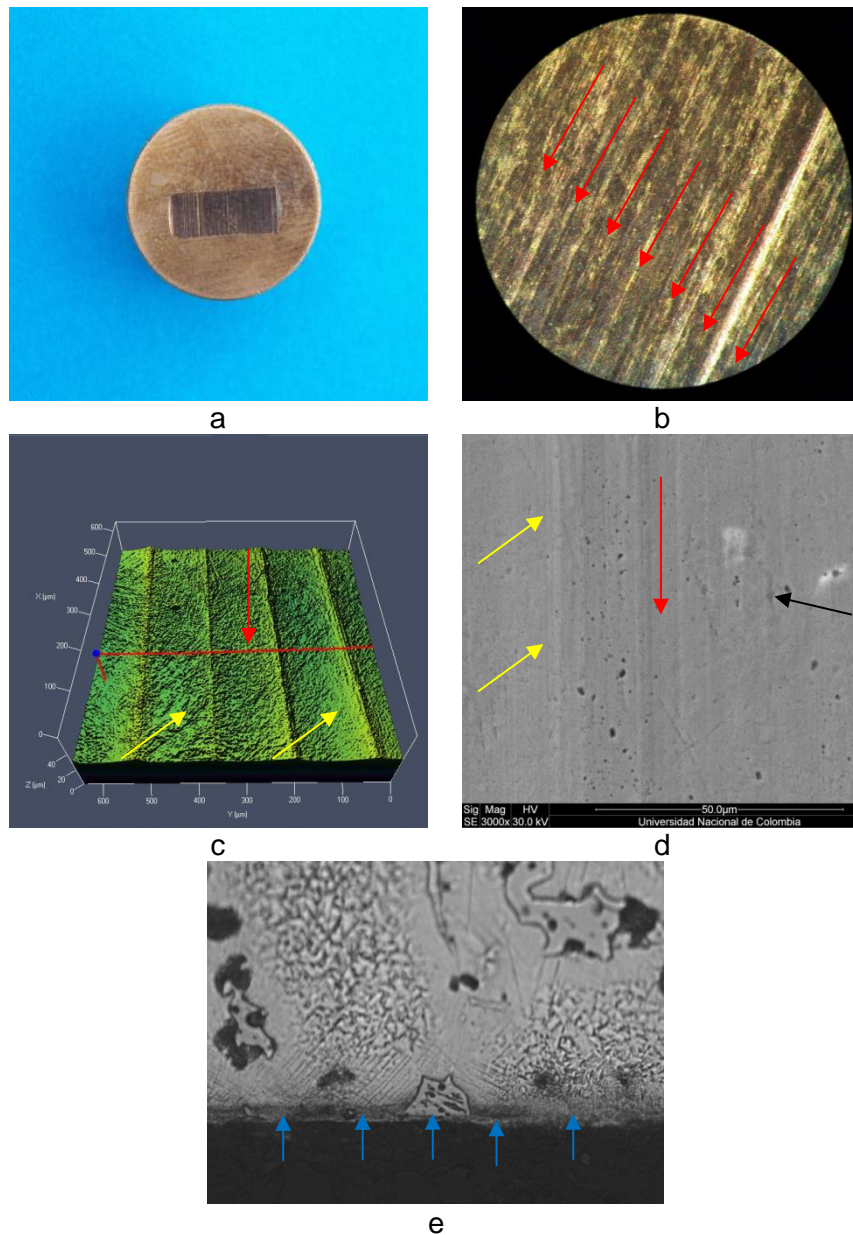 a
b
600
500
400
X [µm]
300
200
100
0
40
Z [µm]
20
0
600
500
400
300
200
100
0
Y [µm]
c
Sig Mag HV
50.0µm
SE 3000x 30.0 kV
Universidad Nacional de Colombia
d
e